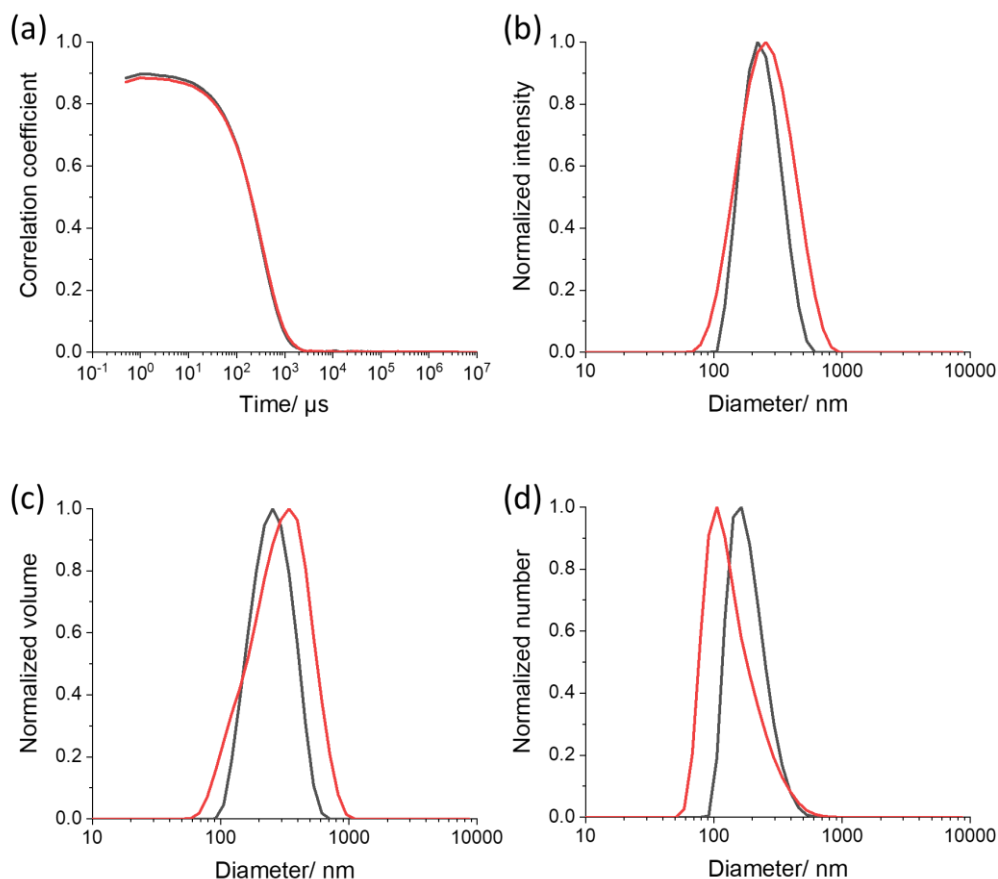 (a)
Correlation coefficient
1.0
0.8
0.6
0.4
0.2
0.0
10⁻¹ 10⁰ 10¹ 10² 10³ 10⁴ 10⁵ 10⁶ 10⁷
Time/ µs
(b)
Normalized intensity
1.0
0.8
0.6
0.4
0.2
0.0
10 100 1000 10000
Diameter/ nm
(c)
Normalized volume
1.0
0.8
0.6
0.4
0.2
0.0
10 100 1000 10000
Diameter/ nm
(d)
Normalized number
1.0
0.8
0.6
0.4
0.2
0.0
10 100 1000 10000
Diameter/ nm